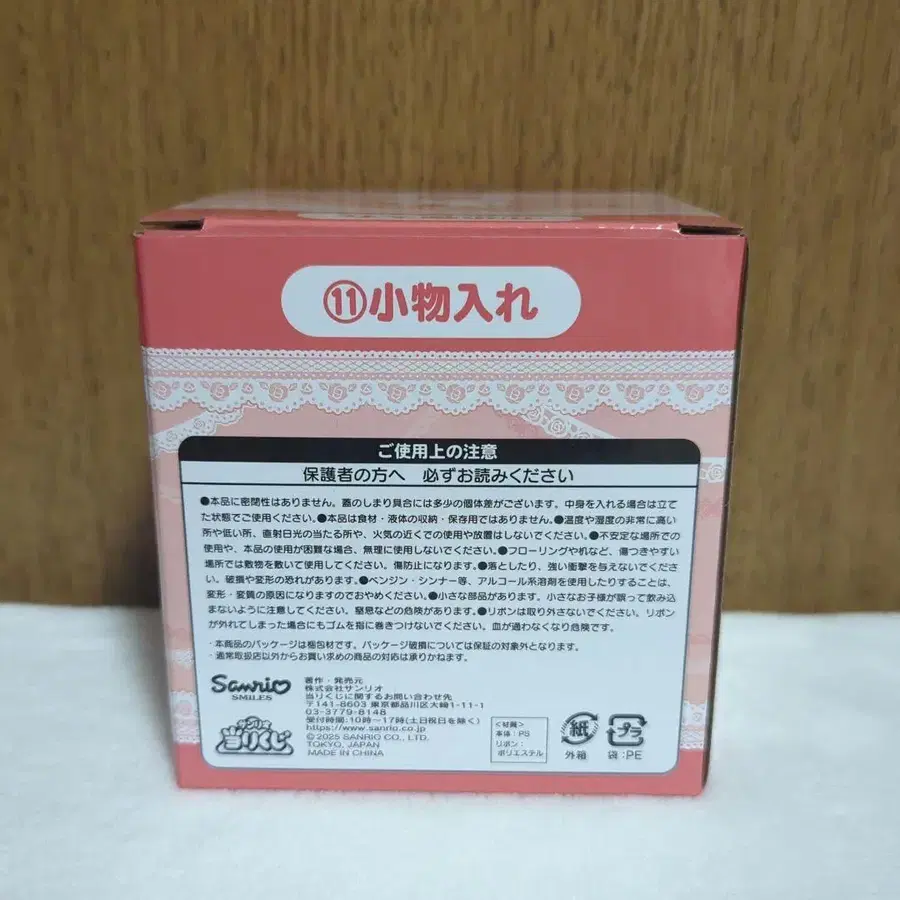 ⑪小物入れ
ご使用上の注意
保護者の方へ 必ずお読みください
●本品に密閉性はありません。蓋のしまり具合には多少の個体差がございます。中身を入れる場合は立て
た状態でご使用ください。●本品は食材・液体の収納・保存用ではありません。●温度や湿度の非常に高い
所や低い所、直射日光の当たる所や、火気の近くでの使用や放置はしないでください。●不安定な場所での
使用や、本品の使用が困難な場合、無理に使用しないでください。●フローリングや机など、傷つきやすい
場所では敷物を敷いて使用してください。傷防止になります。●落としたり、強い衝撃を与えないでくださ
い。破損や変形の恐れがあります。●ベンジン・シンナー等、アルコール系溶剤を使用したりすることは、
変形・変質の原因になりますのでおやめください。●小さな部品があります。小さなお子様が誤って飲み込
まないように注意してください。窒息などの危険があります。●リボンは取り外さないでください。リボン
が外れてしまった場合にもゴムを指に巻きつけないでください。血が通わなくなり危険です。
・本商品のパッケージは梱包材です。パッケージ破損については保証の対象外となります。
・通常取扱店以外からお買い求めの商品の対応は承りかねます。
Sanrio
SMILES
サンリオ
当りくじ
著作・発売元
株式会社サンリオ
当りくじに関するお問い合わせ先
〒141-8603 東京都品川区大崎1-11-1
03-3779-8148
受付時間:10時〜17時(土日祝日を除く)
https://www.sanrio.co.jp
© 2025 SANRIO CO., LTD.
TOKYO, JAPAN
MADE IN CHINA
<材質>
本体:PS
リボン:
ポリエステル
紙
外箱
プラ
袋:PE